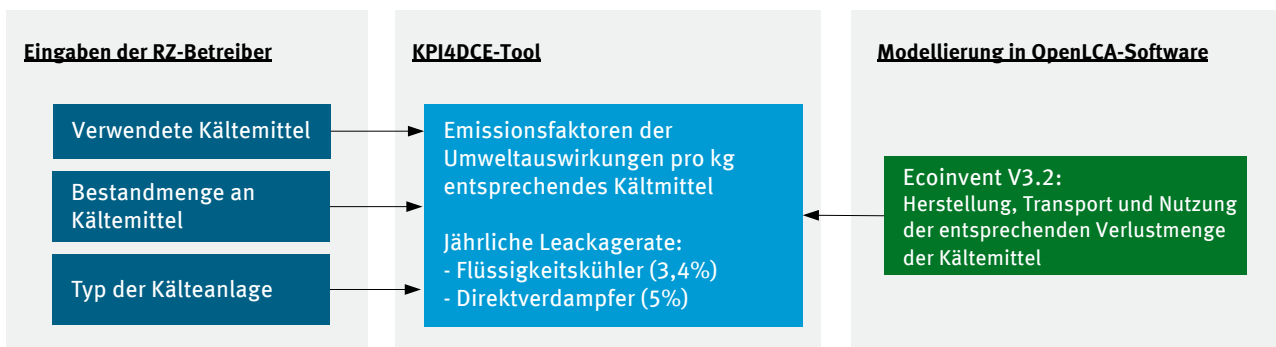 Eingaben der RZ-Betreiber
Verwendete Kältemittel
Bestandmenge an
Kältemittel
Typ der Kälteanlage
KPI4DCE-Tool
Emissionsfaktoren der
Umweltauswirkungen pro kg
entsprechendes Kältmittel
Jährliche Leackagerate:
- Flüssigkeitskühler (3,4%)
- Direktverdampfer (5%)
Modellierung in OpenLCA-Software
Ecoinvent V3.2:
Herstellung, Transport und Nutzung
der entsprechenden Verlustmenge
der Kältemittel